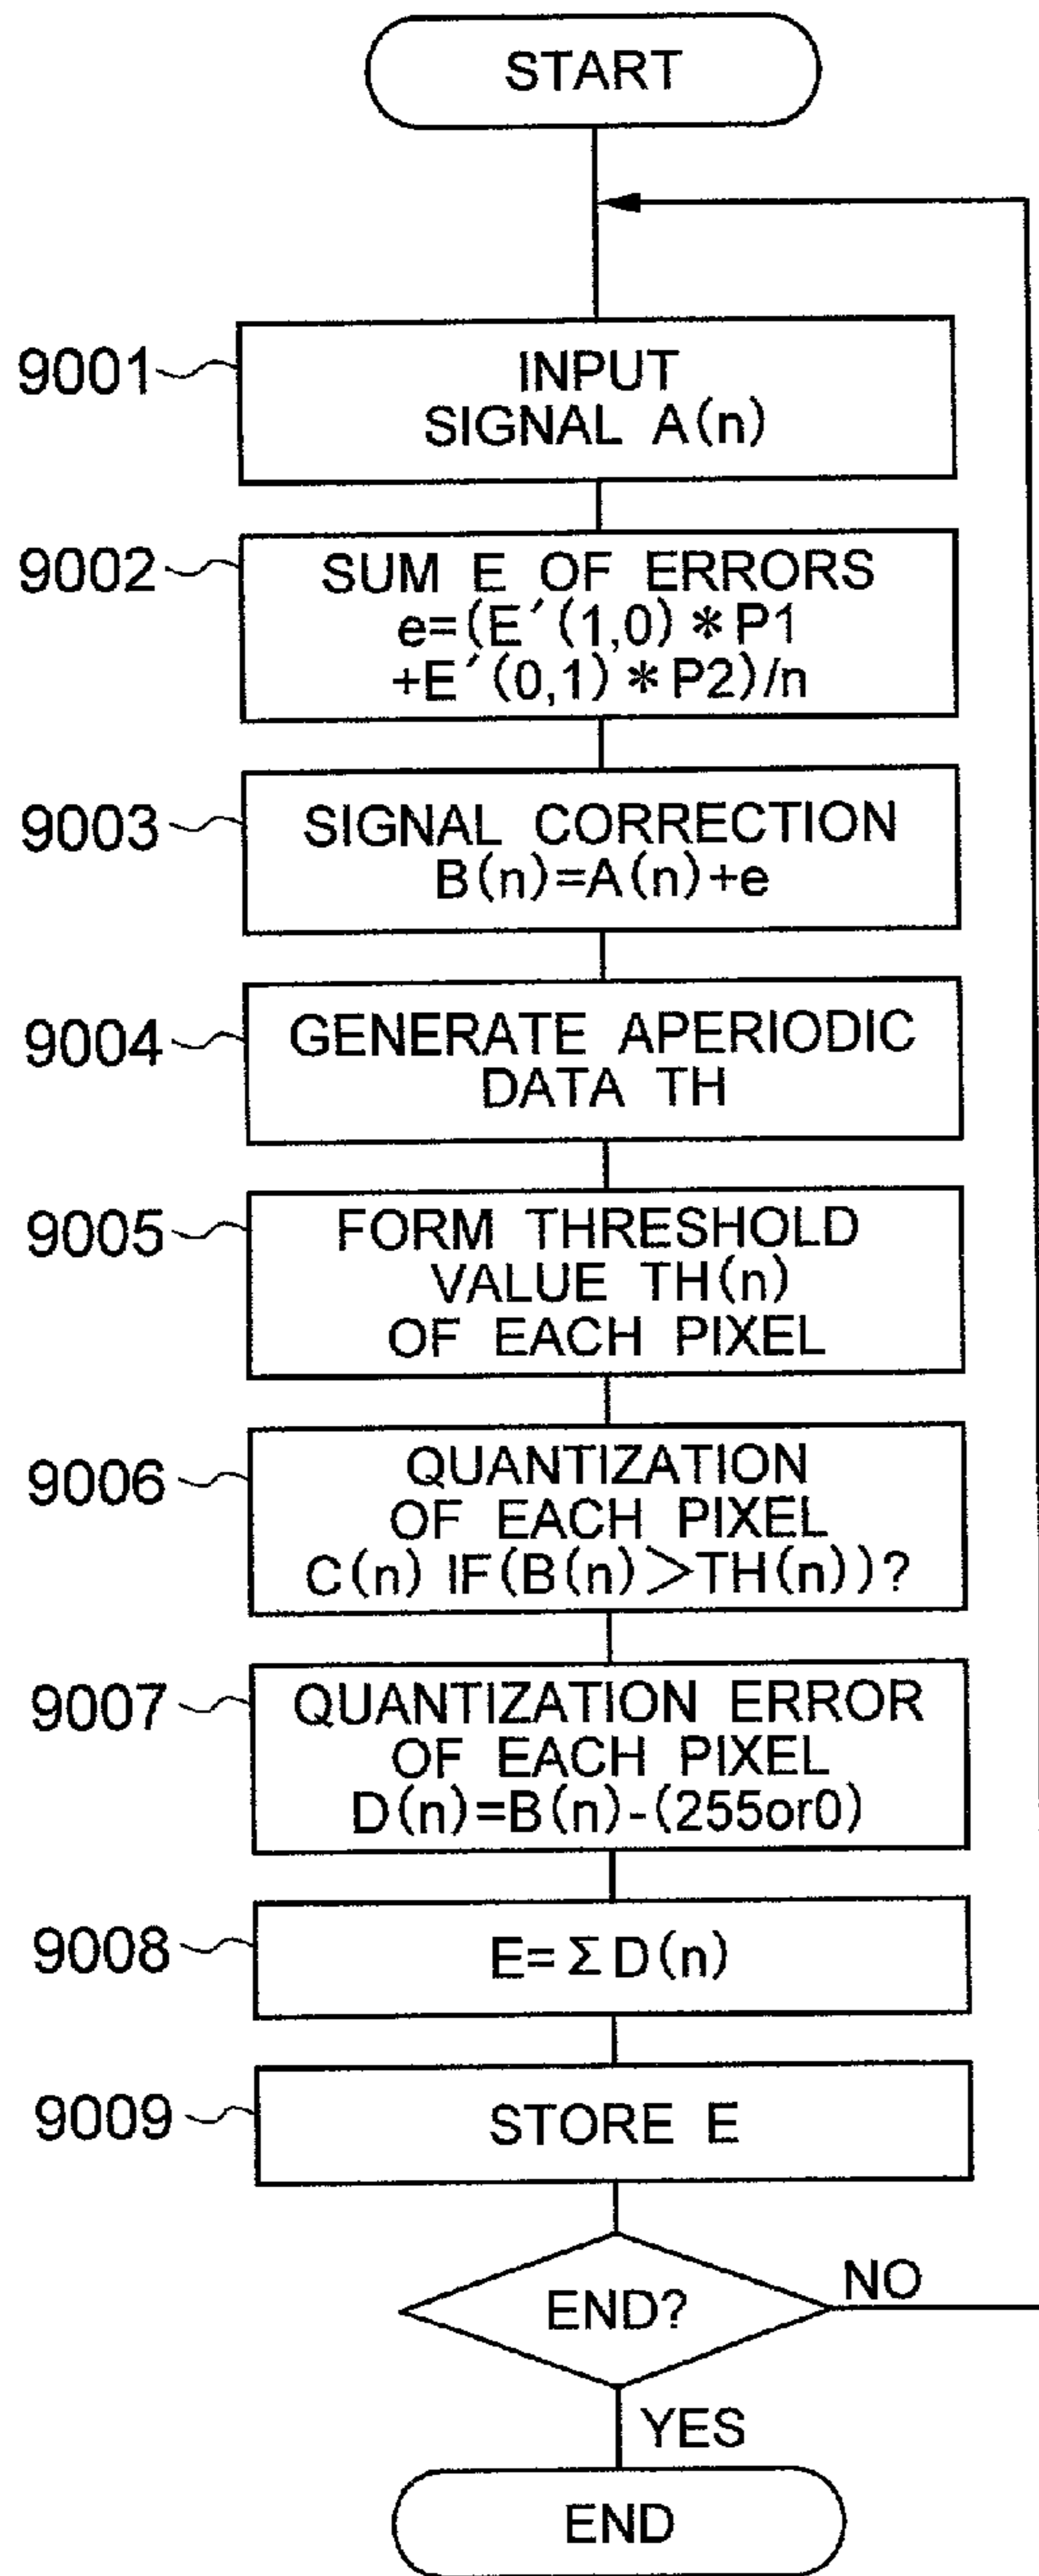 START
9001
INPUT
SIGNAL A(n)
9002
SUM E OF ERRORS
e=(E´(1,0)*P1
+E´(0,1)*P2)/n
9003
SIGNAL CORRECTION
B(n)=A(n)+e
9004
GENERATE APERIODIC
DATA TH
9005
FORM THRESHOLD
VALUE TH(n)
OF EACH PIXEL
9006
QUANTIZATION
OF EACH PIXEL
C(n) IF(B(n)>TH(n))?
9007
QUANTIZATION ERROR
OF EACH PIXEL
D(n)=B(n)-(255or0)
9008
E=ΣD(n)
9009
STORE E
END?
NO
YES
END